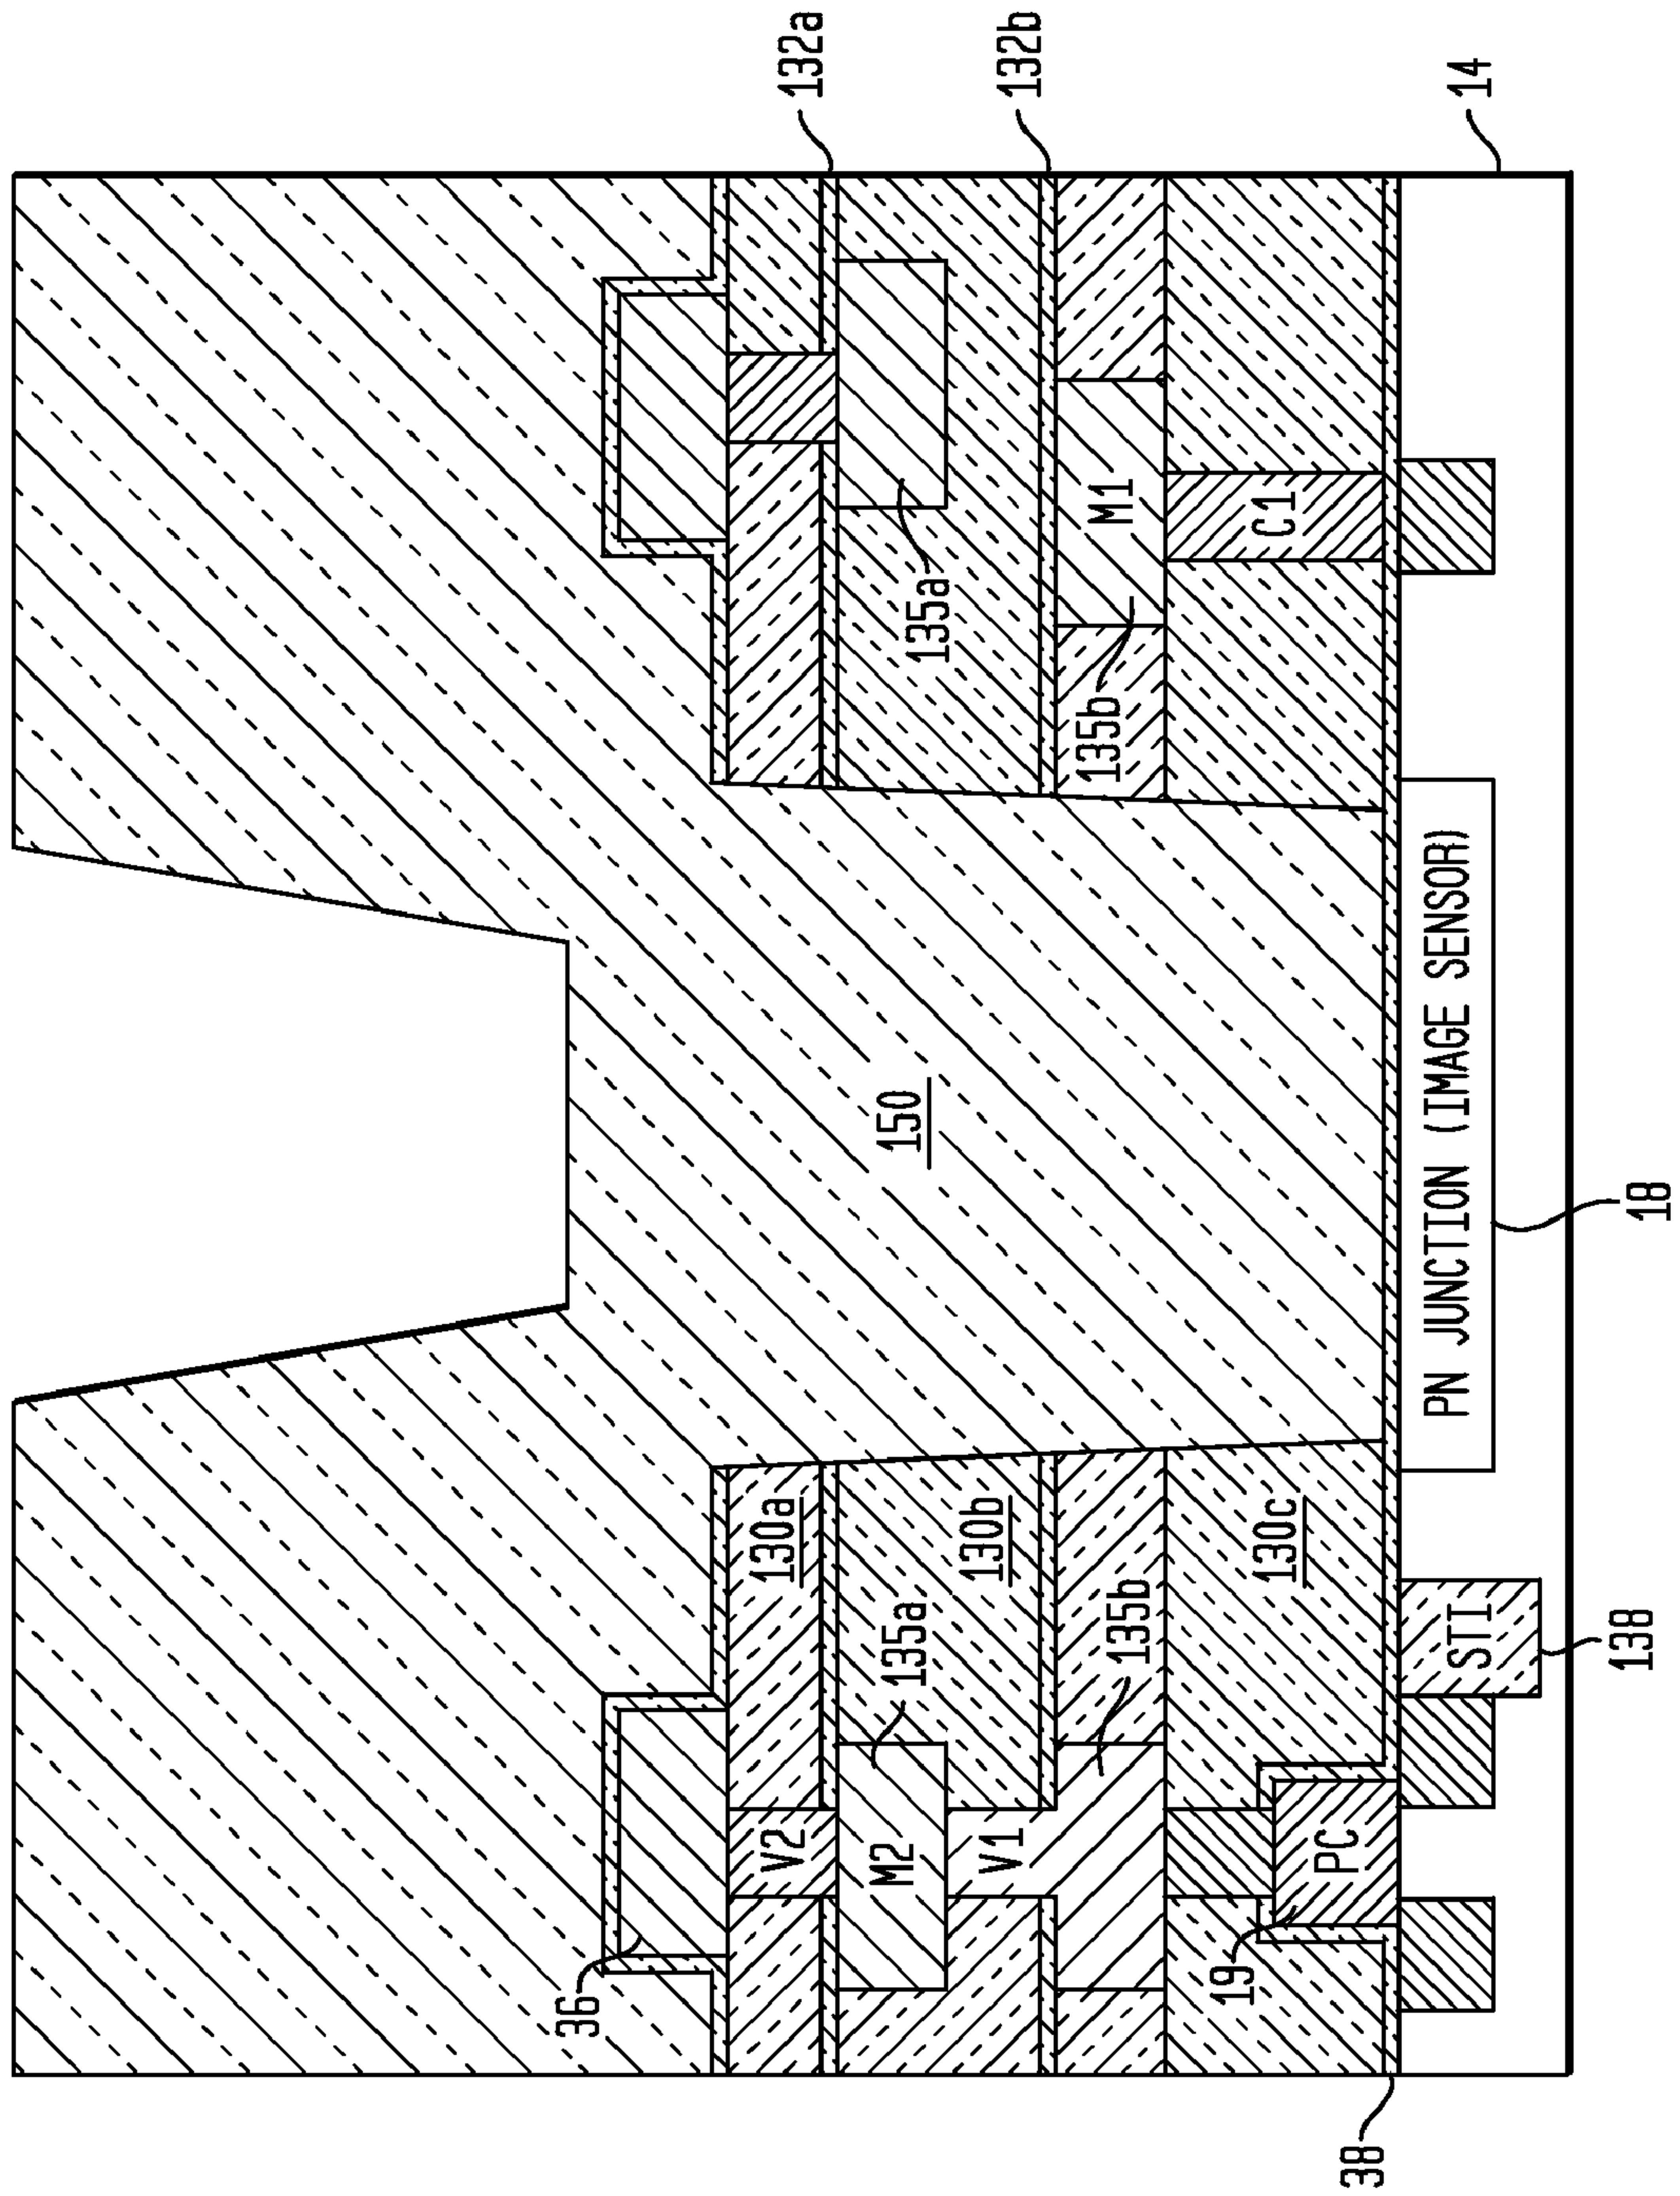 36
V2
130a
132a
M2
135a
150
135a
V1
130b
132b
135b
135b
M1
19
130c
C1
PC
38
STI
PN JUNCTION (IMAGE SENSOR)
14
138
18